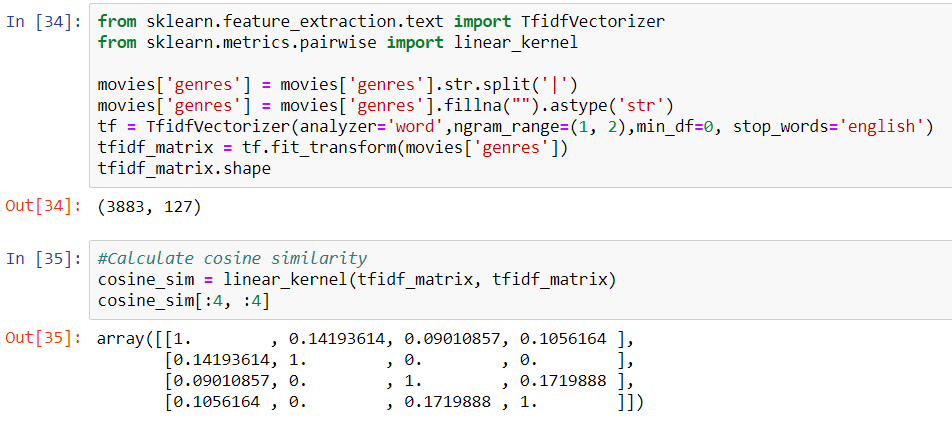 In [34]: from sklearn.feature_extraction.text import TfidfVectorizer
from sklearn.metrics.pairwise import linear_kernel
movies['genres'] = movies['genres'].str.split('|')
movies['genres'] = movies['genres'].fillna("").astype('str')
tf = TfidfVectorizer(analyzer='word',ngram_range=(1, 2),min_df=0, stop_words='english')
tfidf_matrix = tf.fit_transform(movies['genres'])
tfidf_matrix.shape
Out[34]: (3883, 127)
In [35]: #Calculate cosine similarity
cosine_sim = linear_kernel(tfidf_matrix, tfidf_matrix)
cosine_sim[:4, :4]
Out[35]: array([[1.        , 0.14193614, 0.09010857, 0.1056164 ],
[0.14193614, 1.        , 0.        , 0.        ],
[0.09010857, 0.        , 1.        , 0.1719888 ],
[0.1056164 , 0.        , 0.1719888 , 1.        ]])